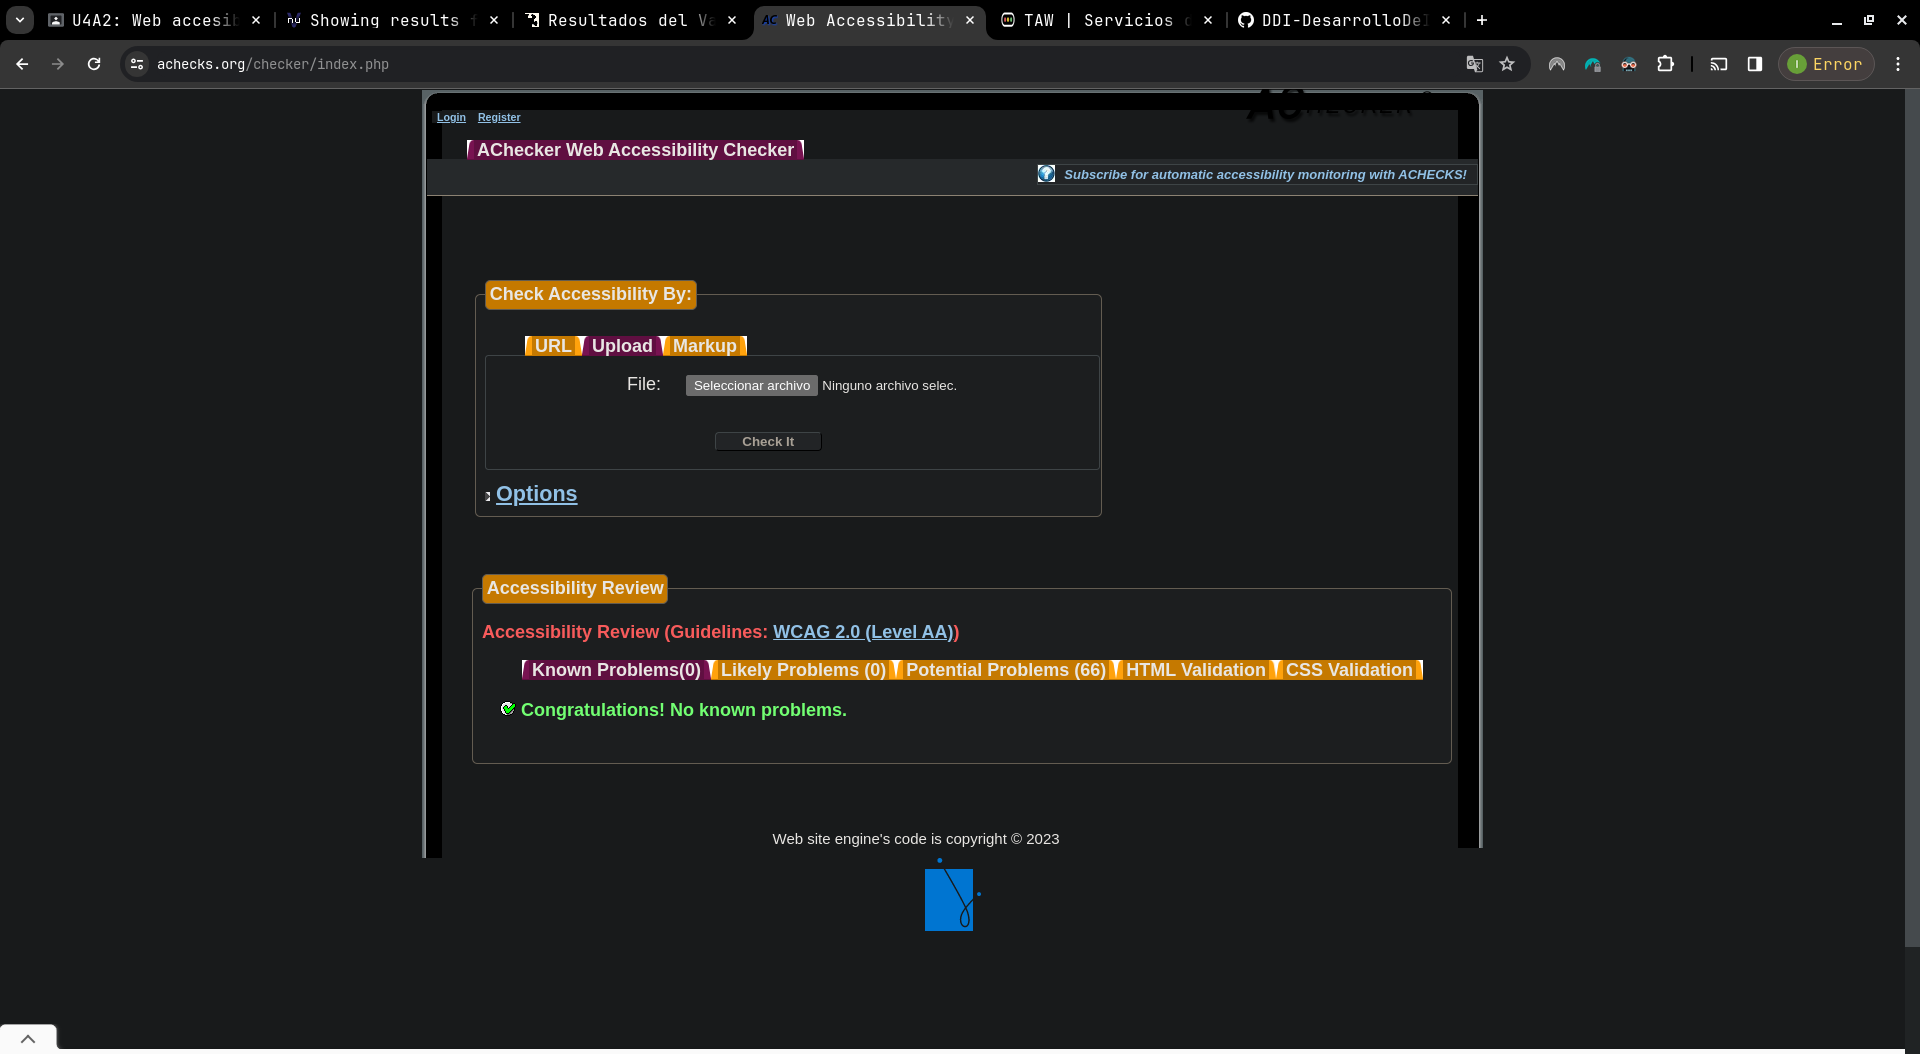 U4A2: Web accesib
Showing results f
Resultados del Va
Web Accessibility
TAW | Servicios d
DDI-DesarrolloDeI
achecks.org/checker/index.php
I Error
Login Register
ACHECKER
AChecker Web Accessibility Checker
Subscribe for automatic accessibility monitoring with ACHECKS!
Check Accessibility By:
URL Upload Markup
File: Seleccionar archivo Ninguno archivo selec.
Check It
Options
Accessibility Review
Accessibility Review (Guidelines: WCAG 2.0 (Level AA))
Known Problems(0) Likely Problems (0) Potential Problems (66) HTML Validation CSS Validation
Congratulations! No known problems.
Web site engine's code is copyright © 2023